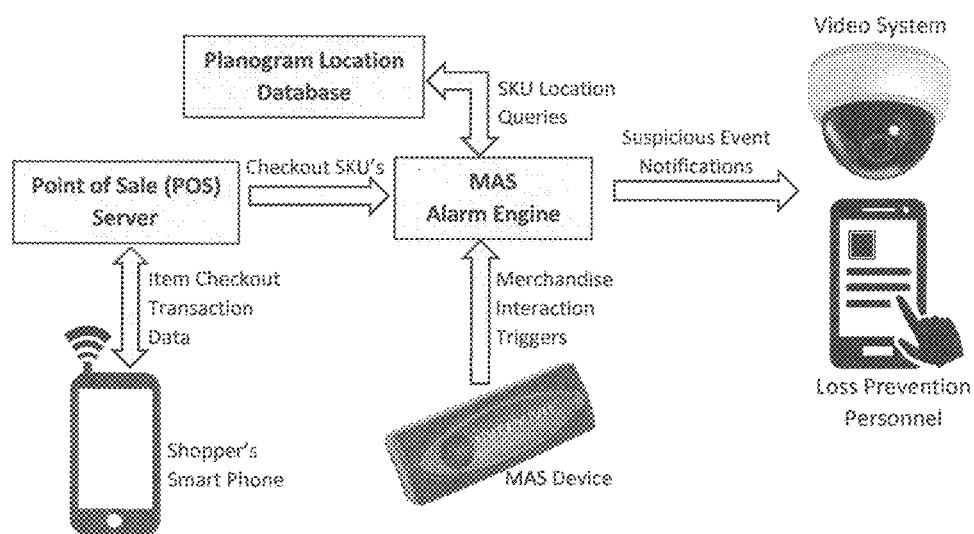 Video System
Planogram Location
Database
SKU Location
Queries
Suspicious Event
Notifications
Point of Sale (POS)
Server
Checkout SKU's
MAS
Alarm Engine
Item Checkout
Transaction
Data
Merchandise
Interaction
Triggers
Loss Prevention
Personnel
Shopper's
Smart Phone
MAS Device